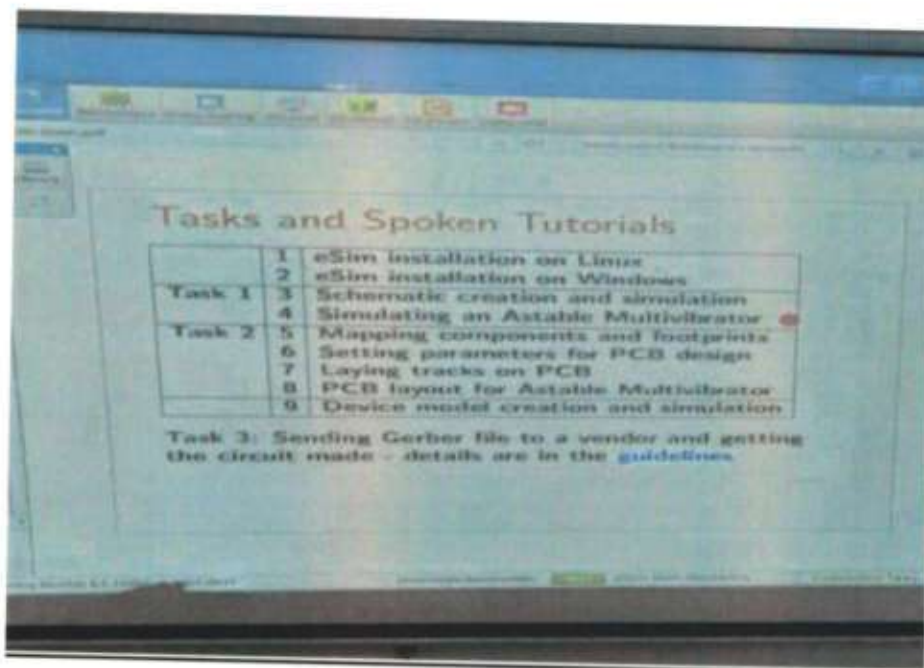 Tasks and Spoken Tutorials
1 eSim installation on Linux
2 eSim installation on Windows
Task 1 3 Schematic creation and simulation
4 Simulating an Astable Multivibrator
Task 2 5 Mapping components and footprints
6 Setting parameters for PCB design
7 Laying tracks on PCB
8 PCB layout for Astable Multivibrator
9 Device model creation and simulation
Task 3: Sending Gerber file to a vendor and getting
the circuit made - details are in the guidelines